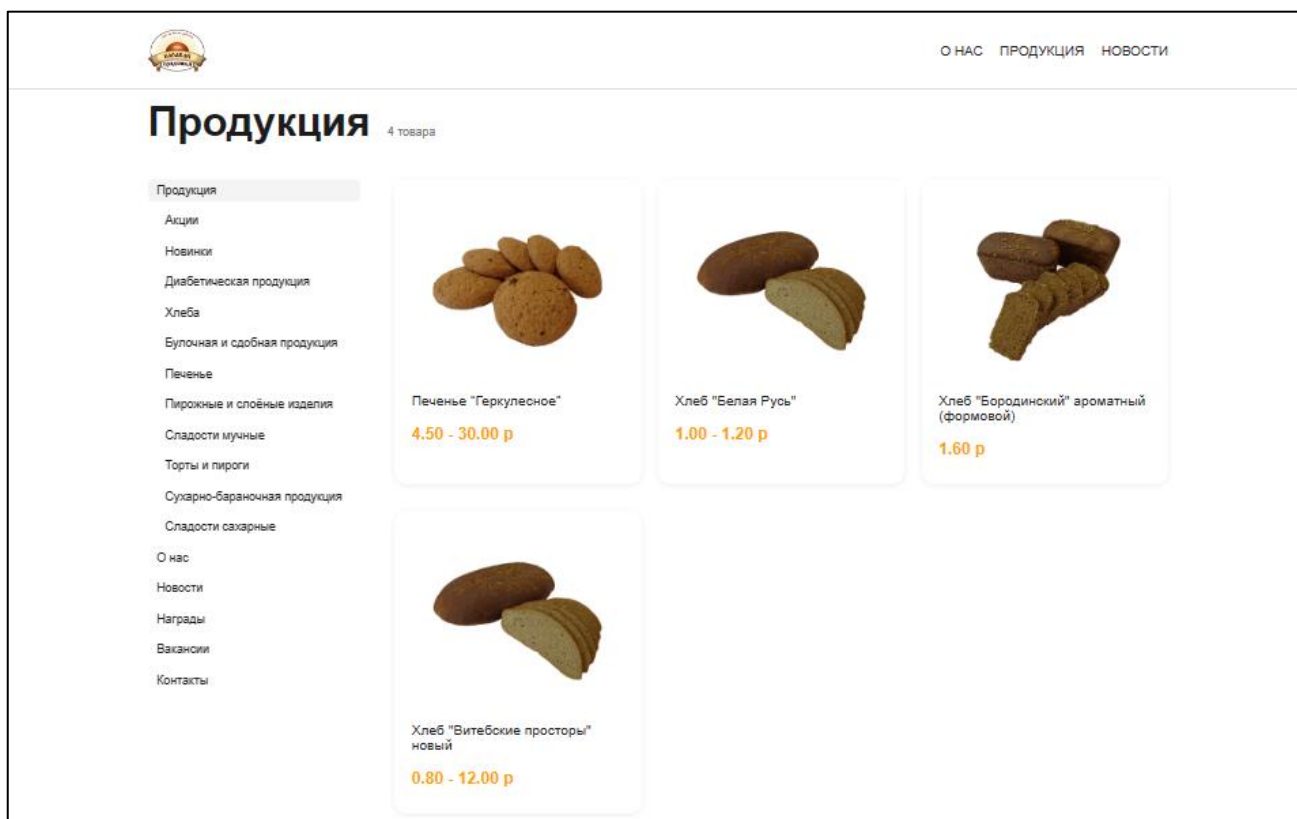 О НАС ПРОДУКЦИЯ НОВОСТИ
Продукция 4 товара
Продукция
Акции
Новинки
Диабетическая продукция
Хлеба
Булочная и сдобная продукция
Печенье
Пирожные и слоёные изделия
Сладости мучные
Торты и пироги
Сухарно-бараночная продукция
Сладости сахарные
О нас
Новости
Награды
Вакансии
Контакты
Печенье "Геркулесное"
4.50 - 30.00 р
Хлеб "Белая Русь"
1.00 - 1.20 р
Хлеб "Бородинский" ароматный
(формовой)
1.60 р
Хлеб "Витебские просторы"
новый
0.80 - 12.00 р